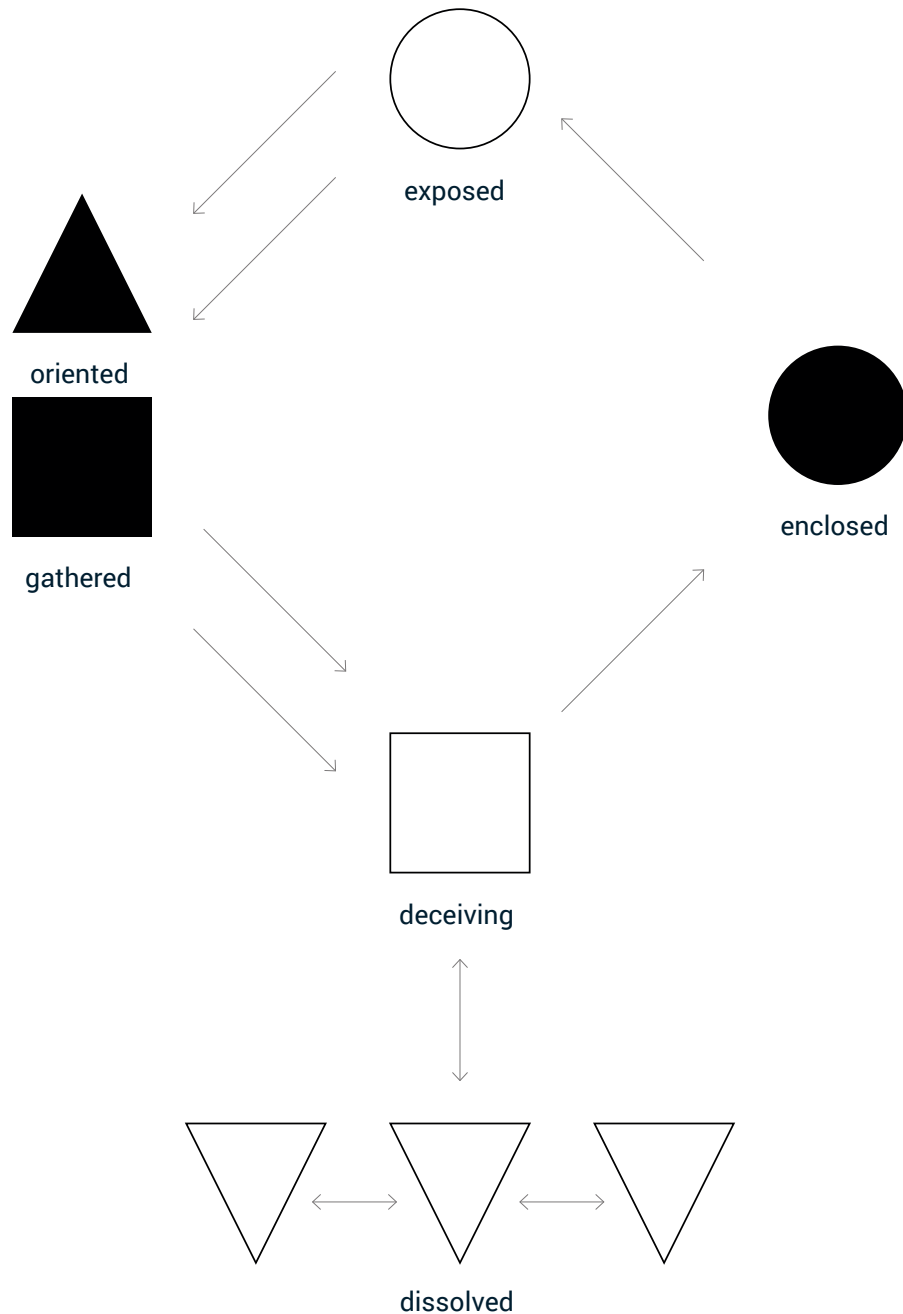 exposed
oriented
enclosed
gathered
deceiving
dissolved